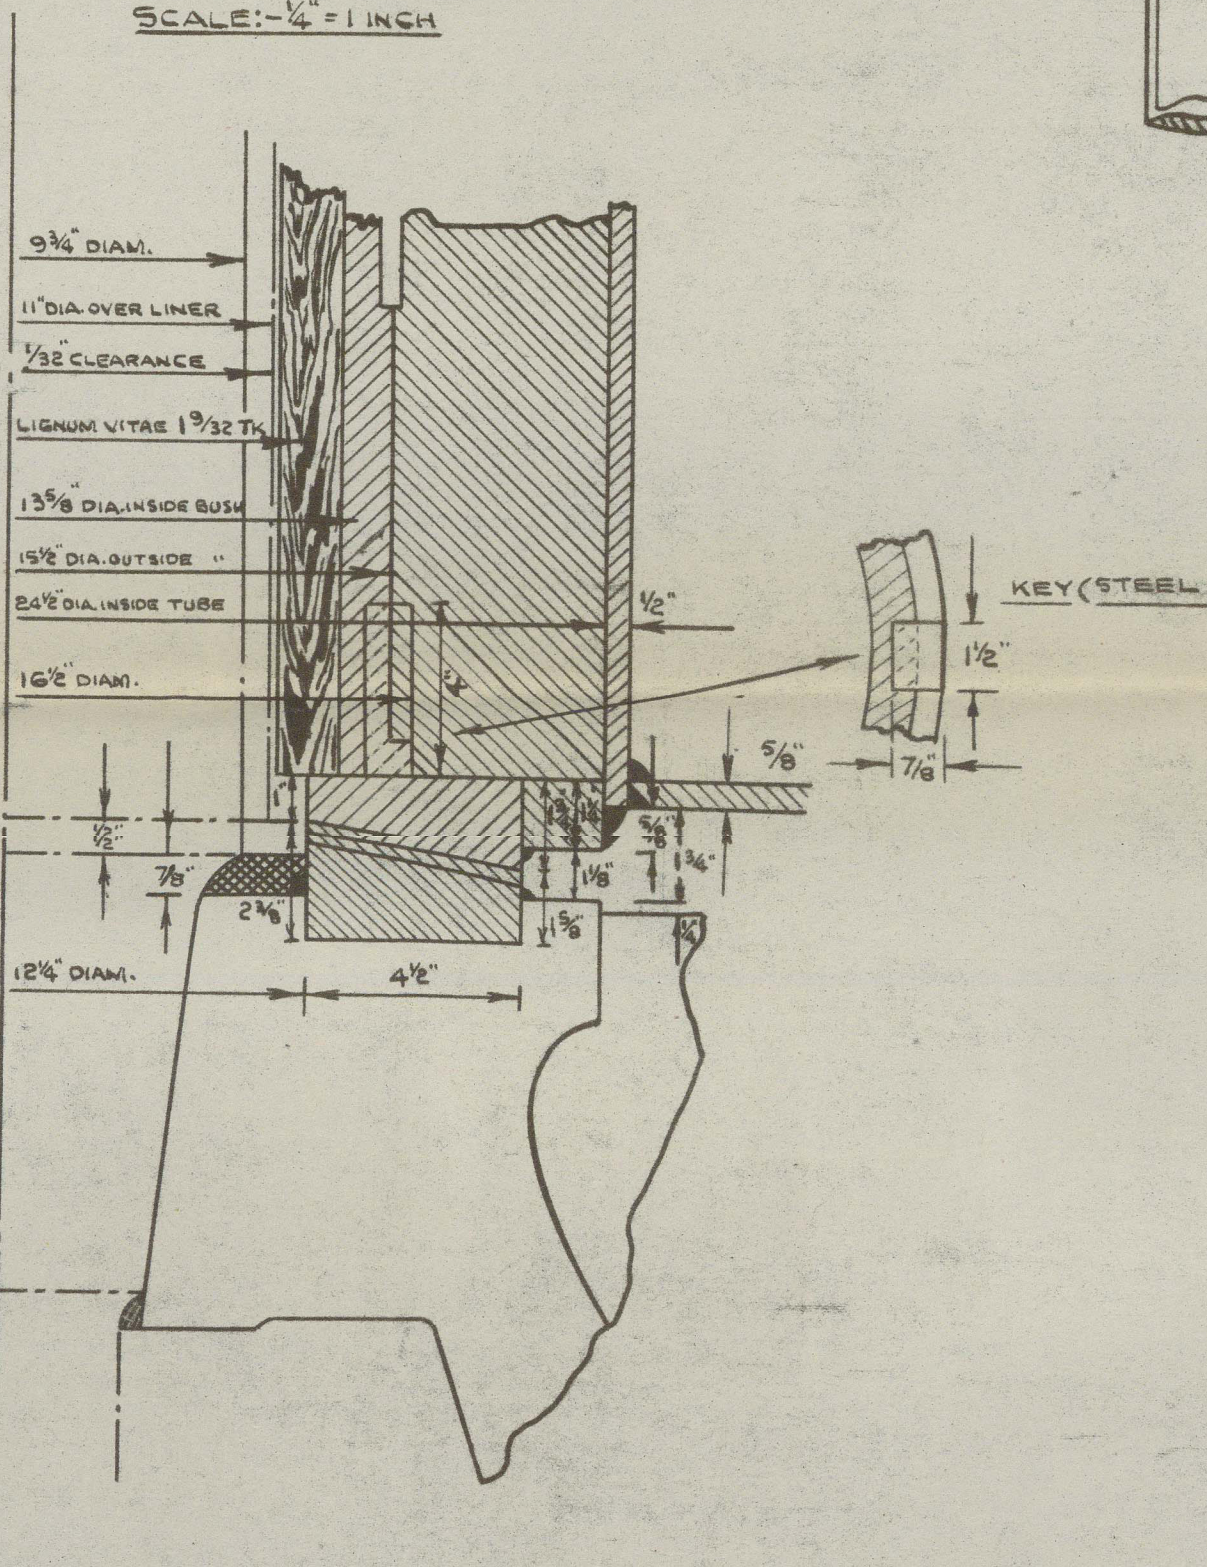 SCALE:-¼" = 1 INCH
9¾" DIAM.
11" DIA. OVER LINER
1/32" CLEARANCE
LIGNUM VITAE 1 9/32 TK
13⅝" DIA. INSIDE BUSH
15½" DIA. OUTSIDE "
24½" DIA. INSIDE TUBE
½"
KEY (STEEL
1½"
16½" DIAM.
4"
⅝"
7/8"
1"
½"
7/8"
⅝"
¾"
2⅜"
1⅛"
1⅝"
¼"
12¼" DIAM.
4½"